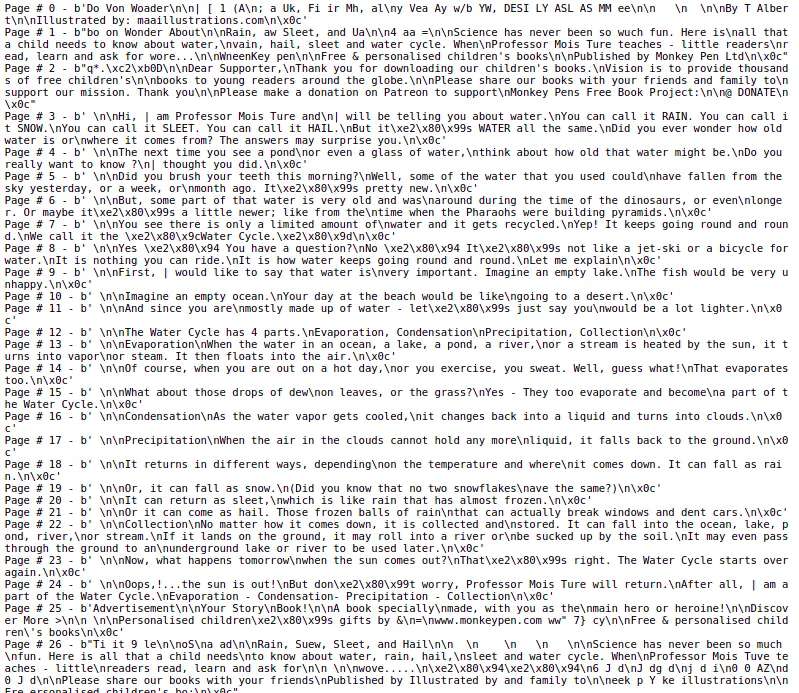 Page # 0 - b'Do Von Woader\n\n| [ 1 (A\n; a Uk, Fi ir Mh, al\ny Vea Ay w/b YW, DESI LY ASL AS MM ee\n\n   \n  \n\nBy T Alber
t\n\nIllustrated by: maaillustrations.com\n\x0c'
Page # 1 - b"bo on Wonder About\n\nRain, aw Sleet, and Ua\n\n4 aa =\n\nScience has never been so much fun. Here is\nall that
a child needs to know about water,\nvain, hail, sleet and water cycle. When\nProfessor Mois Ture teaches - little readers\nr
ead, learn and ask for wore...\n\nWneenKey pen\n\nFree & personalised children's books\n\nPublished by Monkey Pen Ltd\n\x0c"
Page # 2 - b"q*.\xc2\xb0D\n\nDear Supporter,\nThank you for downloading our children's books.\nVision is to provide thousand
s of free children's\n\nbooks to young readers around the globe.\n\nPlease share our books with your friends and family to\n
support our mission. Thank you\n\nPlease make a donation on Patreon to support\nMonkey Pens Free Book Project:\n\n@ DONATE\n
\x0c"
Page # 3 - b' \n\nHi, | am Professor Mois Ture and\n| will be telling you about water.\nYou can call it RAIN. You can call i
t SNOW.\nYou can call it SLEET. You can call it HAIL.\nBut it\xe2\x80\x99s WATER all the same.\nDid you ever wonder how old
water is or\nwhere it comes from? The answers may surprise you.\n\x0c'
Page # 4 - b' \n\nThe next time you see a pond\nor even a glass of water,\nthink about how old that water might be.\nDo you
really want to know ?\n| thought you did.\n\x0c'
Page # 5 - b' \n\nDid you brush your teeth this morning?\nWell, some of the water that you used could\nhave fallen from the
sky yesterday, or a week, or\nmonth ago. It\xe2\x80\x99s pretty new.\n\x0c'
Page # 6 - b' \n\nBut, some part of that water is very old and was\naround during the time of the dinosaurs, or even\nlonge
r. Or maybe it\xe2\x80\x99s a little newer; like from the\ntime when the Pharaohs were building pyramids.\n\x0c'
Page # 7 - b' \n\nYou see there is only a limited amount of\nwater and it gets recycled.\nYep! It keeps going round and roun
d.\nWe call it the \xe2\x80\x9cWater Cycle.\xe2\x80\x9d\n\x0c'
Page # 8 - b' \n\nYes \xe2\x80\x94 You have a question?\nNo \xe2\x80\x94 It\xe2\x80\x99s not like a jet-ski or a bicycle for
water.\nIt is nothing you can ride.\nIt is how water keeps going round and round.\nLet me explain\n\x0c'
Page # 9 - b' \n\nFirst, | would like to say that water is\nvery important. Imagine an empty lake.\nThe fish would be very u
nhappy.\n\x0c'
Page # 10 - b' \n\nImagine an empty ocean.\nYour day at the beach would be like\ngoing to a desert.\n\x0c'
Page # 11 - b' \n\nAnd since you are\nmostly made up of water - let\xe2\x80\x99s just say you\nwould be a lot lighter.\n\x0
c'
Page # 12 - b' \n\nThe Water Cycle has 4 parts.\nEvaporation, Condensation\nPrecipitation, Collection\n\x0c'
Page # 13 - b' \n\nEvaporation\nWhen the water in an ocean, a lake, a pond, a river,\nor a stream is heated by the sun, it t
urns into vapor\nor steam. It then floats into the air.\n\x0c'
Page # 14 - b' \n\nOf course, when you are out on a hot day,\nor you exercise, you sweat. Well, guess what!\nThat evaporates
too.\n\x0c'
Page # 15 - b' \n\nWhat about those drops of dew\non leaves, or the grass?\nYes - They too evaporate and become\na part of t
he Water Cycle.\n\x0c'
Page # 16 - b' \n\nCondensation\nAs the water vapor gets cooled,\nit changes back into a liquid and turns into clouds.\n\x0
c'
Page # 17 - b' \n\nPrecipitation\nWhen the air in the clouds cannot hold any more\nliquid, it falls back to the ground.\n\x0
c'
Page # 18 - b' \n\nIt returns in different ways, depending\non the temperature and where\nit comes down. It can fall as rai
n.\n\x0c'
Page # 19 - b' \n\nOr, it can fall as snow.\n(Did you know that no two snowflakes\nave the same?)\n\x0c'
Page # 20 - b' \n\nIt can return as sleet,\nwhich is like rain that has almost frozen.\n\x0c'
Page # 21 - b' \n\nOr it can come as hail. Those frozen balls of rain\nthat can actually break windows and dent cars.\n\x0c'
Page # 22 - b' \n\nCollection\nNo matter how it comes down, it is collected and\nstored. It can fall into the ocean, lake, p
ond, river,\nor stream.\nIf it lands on the ground, it may roll into a river or\nbe sucked up by the soil.\nIt may even pass
through the ground to an\nunderground lake or river to be used later.\n\x0c'
Page # 23 - b' \n\nNow, what happens tomorrow\nwhen the sun comes out?\nThat\xe2\x80\x99s right. The Water Cycle starts over
again.\n\x0c'
Page # 24 - b' \n\nOops,!...the sun is out!\nBut don\xe2\x80\x99t worry, Professor Mois Ture will return.\nAfter all, | am a
part of the Water Cycle.\nEvaporation - Condensation- Precipitation - Collection\n\x0c'
Page # 25 - b'Advertisement\n\nYour Story\nBook!\n\nA book specially\nmade, with you as the\nmain hero or heroine!\n\nDiscov
er More >\n\n \n\nPersonalised children\xe2\x80\x99s gifts by &\n=\nwww.monkeypen.com ww" 7} cy\n\nFree & personalised child
ren\'s books\n\x0c'
Page # 26 - b"Ti it 9 le\n\noS\na ad\n\nRain, Suew, Sleet, and Hail\n\n  \n   \n   \n   \n\nScience has never been so much
\nfun. Here is all that a child needs\nto know about water, rain, hail,\nsleet and water cycle. When\nProfessor Mois Tuve te
aches - little\nreaders read, learn and ask for\n\n \n\nwove.....\n\xe2\x80\x94\xe2\x80\x94\n6 J d\nJ dg d\nj d i\n0 0 AZ\nd
0 J d\n\nPlease share our books with your friends\nPublished by Illustrated by and family to\n\neek p Y ke illustrations\n\n
Free ersonalised children's bo;\n\x0c"